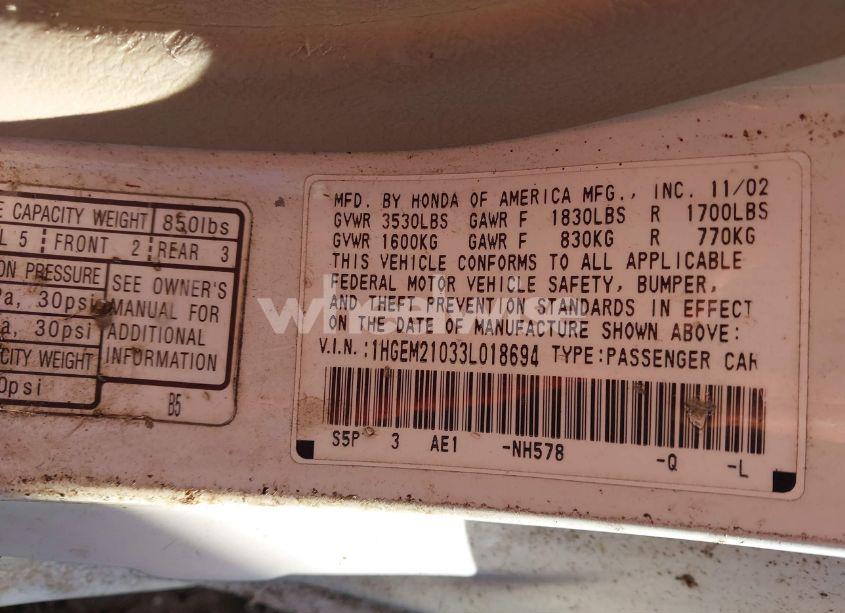 E CAPACITY WEIGHT 850lbs
L 5 FRONT 2 REAR 3
ON PRESSURE
Pa, 30psi
a, 30psi
CITY WEIGHT
0psi
SEE OWNER'S
MANUAL FOR
ADDITIONAL
INFORMATION
B5
MFD. BY HONDA OF AMERICA MFG., INC. 11/02
GVWR 3530LBS GAWR F 1830LBS R 1700LBS
GVWR 1600KG GAWR F 830KG R 770KG
THIS VEHICLE CONFORMS TO ALL APPLICABLE
FEDERAL MOTOR VEHICLE SAFETY, BUMPER,
AND THEFT PREVENTION STANDARDS IN EFFECT
ON THE DATE OF MANUFACTURE SHOWN ABOVE:
V.I.N.:1HGEM21033L018694 TYPE:PASSENGER CAR
S5P 3 AE1 -NH578 -Q -L